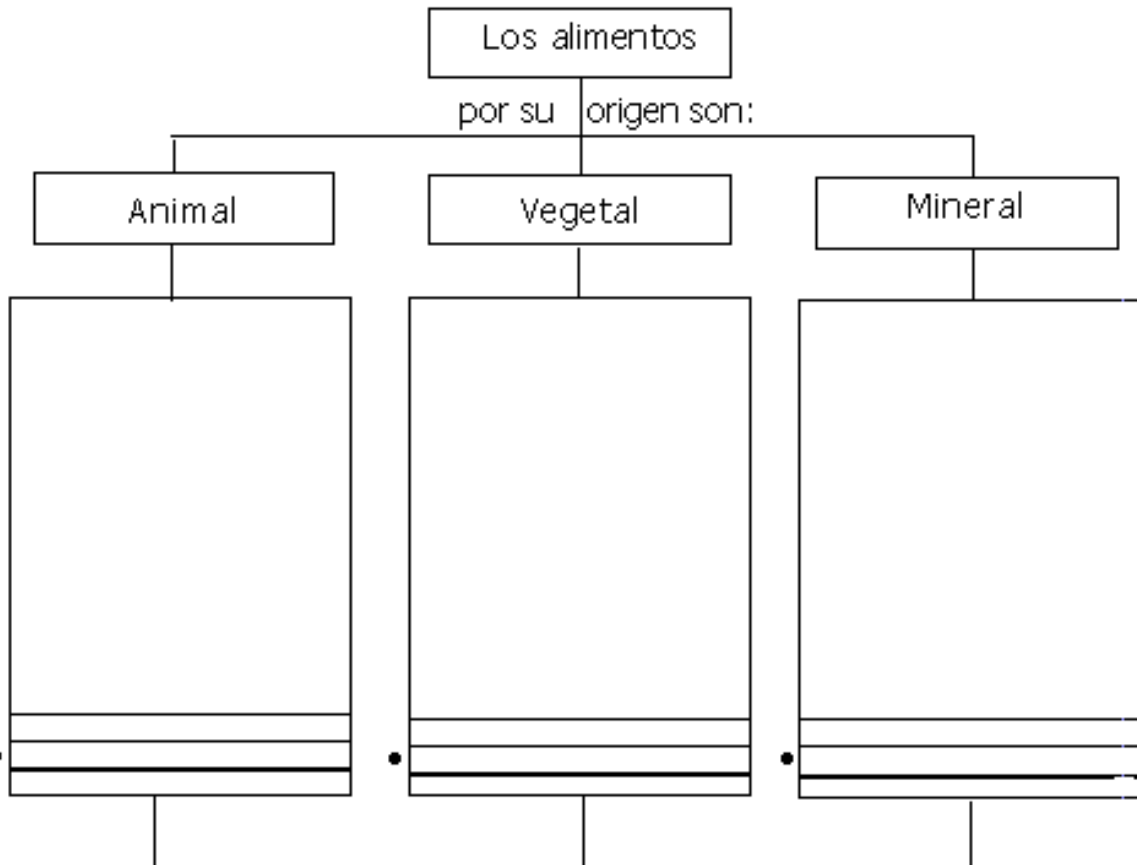 Los alimentos
por su origen son:
Animal
Vegetal
Mineral